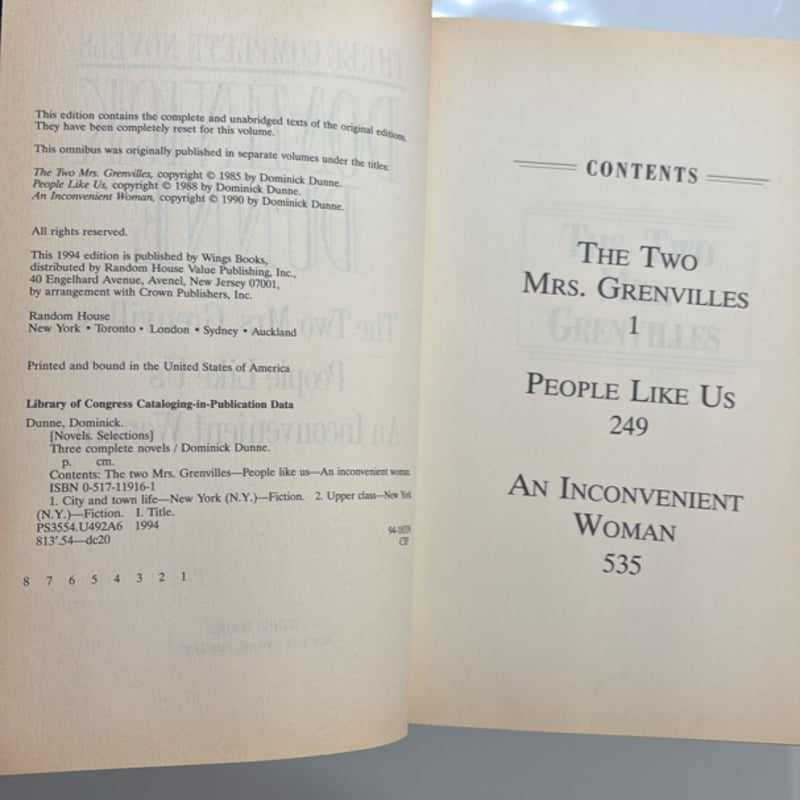 This edition contains the complete and unabridged texts of the original editions.
They have been completely reset for this volume.
This omnibus was originally published in separate volumes under the titles:
The Two Mrs. Grenvilles, copyright © 1985 by Dominick Dunne.
People Like Us, copyright © 1988 by Dominick Dunne.
An Inconvenient Woman, copyright © 1990 by Dominick Dunne.
All rights reserved.
This 1994 edition is published by Wings Books,
distributed by Random House Value Publishing, Inc.,
40 Engelhard Avenue, Avenel, New Jersey 07001,
by arrangement with Crown Publishers, Inc.
Random House
New York • Toronto • London • Sydney • Auckland
Printed and bound in the United States of America
Library of Congress Cataloging-in-Publication Data
Dunne, Dominick.
[Novels. Selections]
Three complete novels / Dominick Dunne.
p. cm.
Contents: The two Mrs. Grenvilles—People like us—An inconvenient woman.
ISBN 0-517-11916-1
1. City and town life—New York (N.Y.)—Fiction. 2. Upper class—New York
(N.Y.)—Fiction. I. Title.
PS3554.U492A6 1994
813'.54—dc20
CIP
8 7 6 5 4 3 2 1
CONTENTS
THE TWO
MRS. GRENVILLES
1
PEOPLE LIKE US
249
AN INCONVENIENT
WOMAN
535